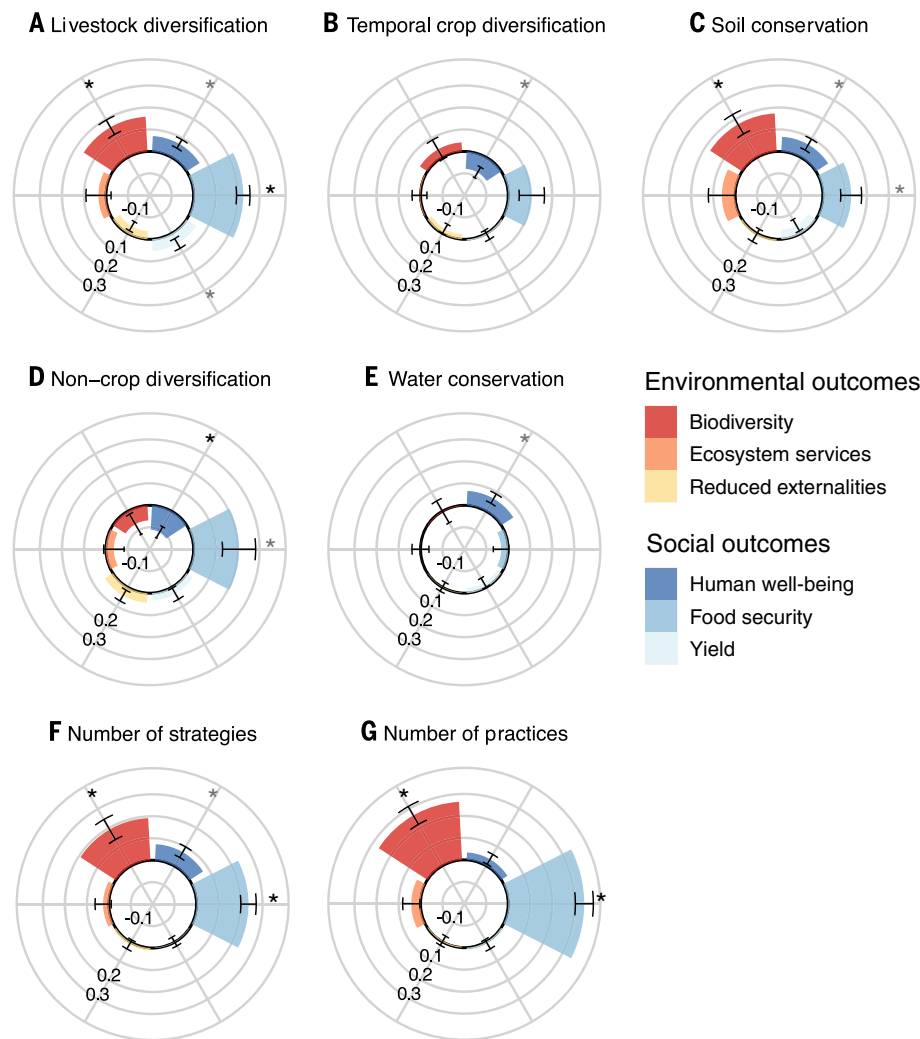 A Livestock diversification
B Temporal crop diversification
C Soil conservation
* * * *
-0.1
0.1
0.2
0.3
*
-0.1
0.1
0.2
0.3
* * *
-0.1
0.2
0.3
D Non–crop diversification
E Water conservation
* *
-0.1
0.2
0.3
*
-0.1
0.1
0.2
0.3
Environmental outcomes
Biodiversity
Ecosystem services
Reduced externalities
Social outcomes
Human well-being
Food security
Yield
F Number of strategies
G Number of practices
* * *
-0.1
0.2
0.3
* *
-0.1
0.1
0.2
0.3